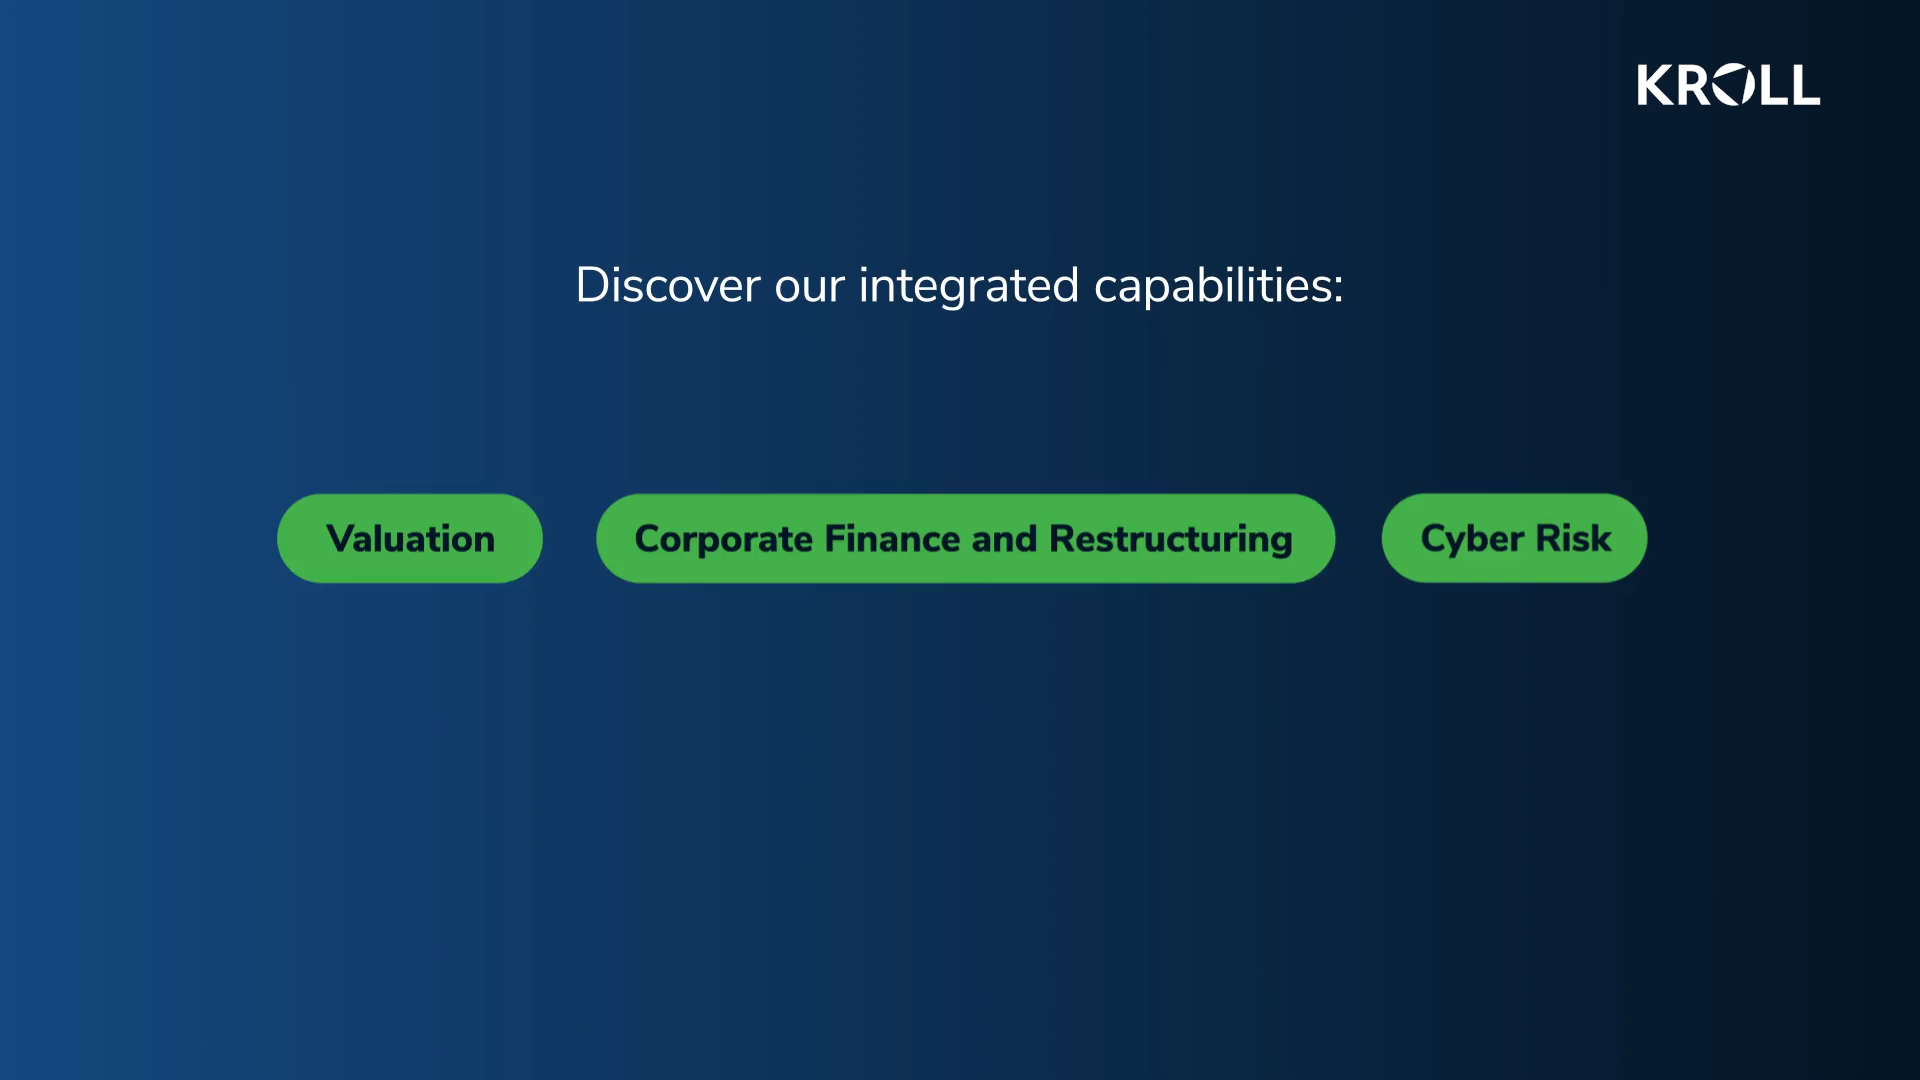 KROLL
Discover our integrated capabilities:
Valuation
Corporate Finance and Restructuring
Cyber Risk